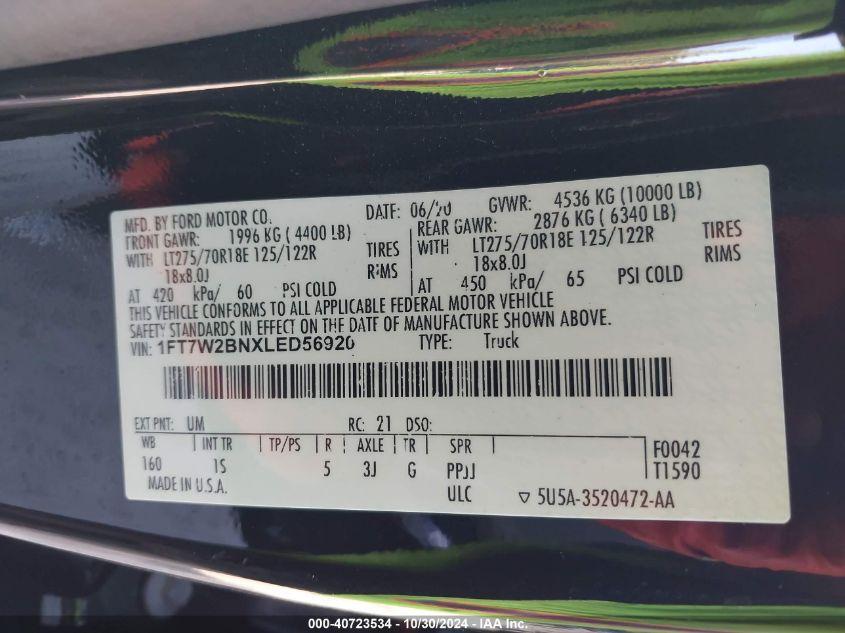 MFD. BY FORD MOTOR CO. DATE: 06/20 GVWR: 4536 KG (10000 LB)
FRONT GAWR: 1996 KG ( 4400 LB) REAR GAWR: 2876 KG ( 6340 LB)
WITH LT275/70R18E 125/122R TIRES WITH LT275/70R18E 125/122R TIRES
18x8.0J RIMS 18x8.0J RIMS
AT 420 kPa/ 60 PSI COLD AT 450 kPa/ 65 PSI COLD
THIS VEHICLE CONFORMS TO ALL APPLICABLE FEDERAL MOTOR VEHICLE
SAFETY STANDARDS IN EFFECT ON THE DATE OF MANUFACTURE SHOWN ABOVE.
VIN: 1FT7W2BNXLED56920 TYPE: Truck
EXT PNT: UM RC: 21 DSO:
WB INT TR TP/PS R AXLE TR SPR F0042
160 1S 5 3J G PPJJ T1590
MADE IN U.S.A. ULC ▽ 5U5A-3520472-AA
000-40723534 - 10/30/2024 - IAA Inc.